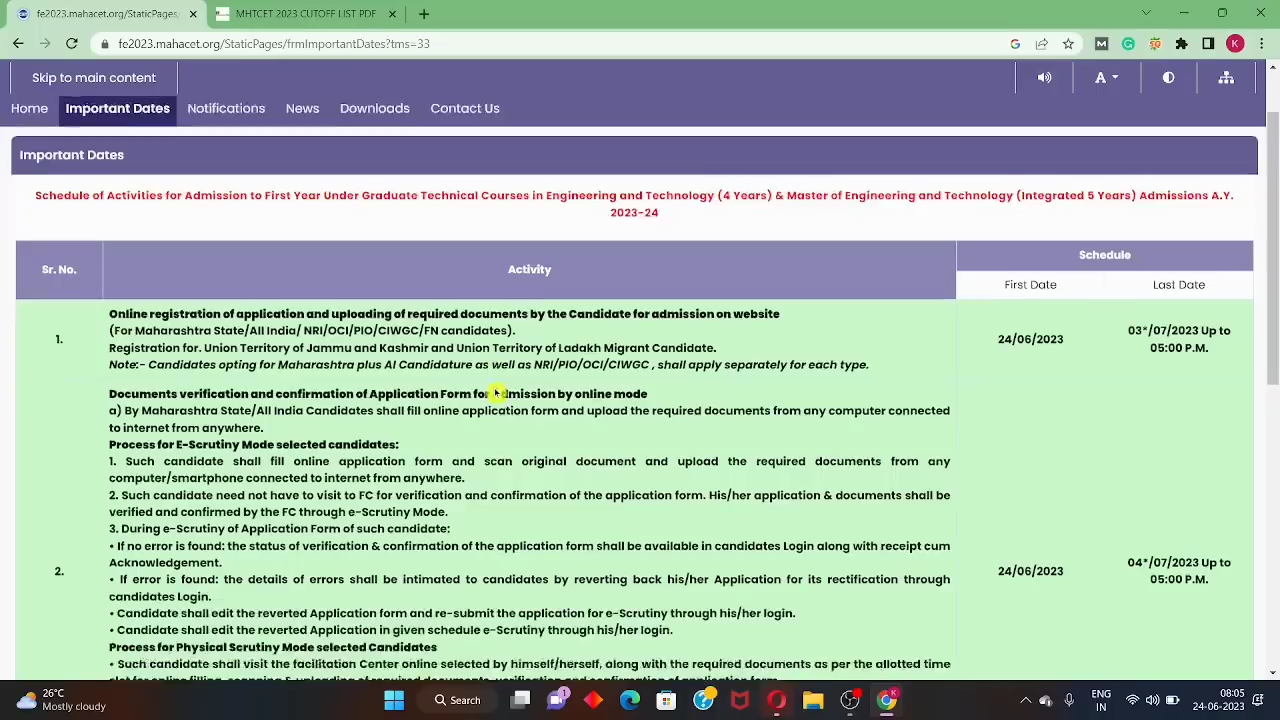 MHTCET 2023 NOTI FIST LIST
fe2023.mahacet.org/StaticPages/frmImportantDates?tms=33
Skip to main content
A
Home Important Dates Notifications News Downloads Contact Us
Important Dates
Schedule of Activities for Admission to First Year Under Graduate Technical Courses in Engineering and Technology (4 Years) & Master of Engineering and Technology (Integrated 5 Years) Admissions A.Y.
2023-24
Sr. No. Activity Schedule
First Date Last Date
Online registration of application and uploading of required documents by the Candidate for admission on website
(For Maharashtra State/All India/ NRI/OCI/PIO/CIWGC/FN candidates).
1. 24/06/2023 03*/07/2023 Up to
05:00 P.M.
Registration for. Union Territory of Jammu and Kashmir and Union Territory of Ladakh Migrant Candidate.
Note:- Candidates opting for Maharashtra plus AI Candidature as well as NRI/PIO/OCI/CIWGC , shall apply separately for each type.
Documents verification and confirmation of Application Form for admission by online mode
a) By Maharashtra State/All India Candidates shall fill online application form and upload the required documents from any computer connected
to internet from anywhere.
Process for E-Scrutiny Mode selected candidates:
1. Such candidate shall fill online application form and scan original document and upload the required documents from any
computer/smartphone connected to internet from anywhere.
2. Such candidate need not have to visit to FC for verification and confirmation of the application form. His/her application & documents shall be
verified and confirmed by the FC through e-Scrutiny Mode.
3. During e-Scrutiny of Application Form of such candidate:
• If no error is found: the status of verification & confirmation of the application form shall be available in candidates Login along with receipt cum
Acknowledgement.
2. 24/06/2023 04*/07/2023 Up to
05:00 P.M.
• If error is found: the details of errors shall be intimated to candidates by reverting back his/her Application for its rectification through
candidates Login.
• Candidate shall edit the reverted Application form and re-submit the application for e-Scrutiny through his/her login.
• Candidate shall edit the reverted Application in given schedule e-Scrutiny through his/her login.
Process for Physical Scrutiny Mode selected Candidates
• Such candidate shall visit the facilitation Center online selected by himself/herself, along with the required documents as per the allotted time
slot for online filling, scanning & uploading of required documents, verification and confirmation of application form.
26°C
Mostly cloudy
Search
ENG
IN
08:05
24-06-2023